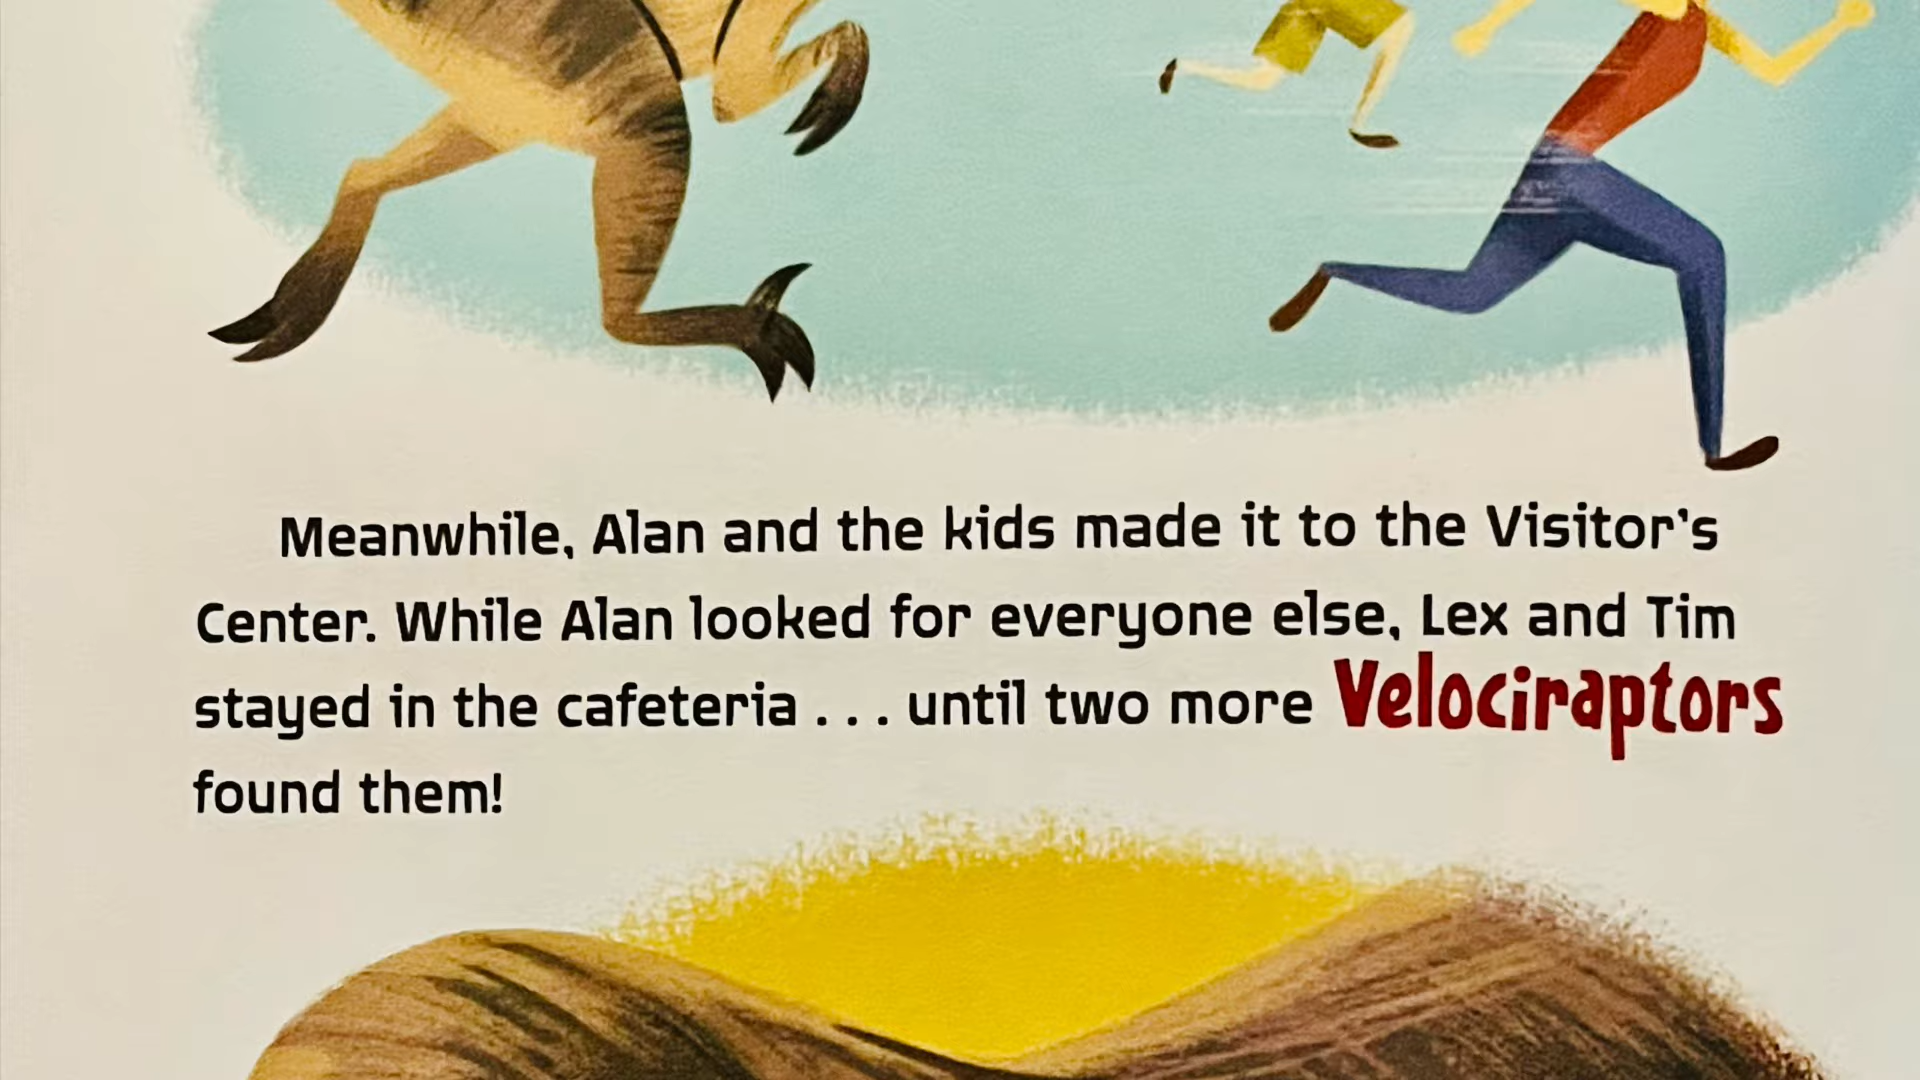 Meanwhile, Alan and the kids made it to the Visitor's
Center. While Alan looked for everyone else, Lex and Tim
stayed in the cafeteria . . . until two more Velociraptors
found them!